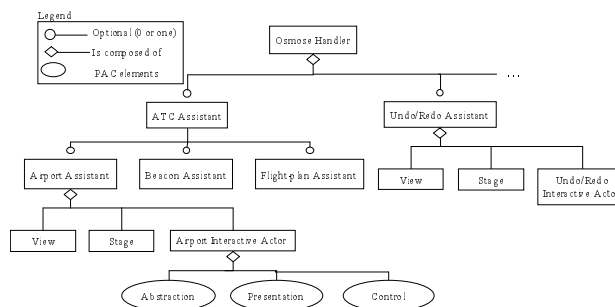 Legend
Optional (0 or one)
Is composed of
PAC elements
Osmose Handler
...
ATC Assistant
Undo/Redo Assistant
Airport Assistant
Beacon Assistant
Flight-plan Assistant
View
Stage
Undo/Redo
Interactive Actor
View
Stage
Airport Interactive Actor
Abstraction
Presentation
Control